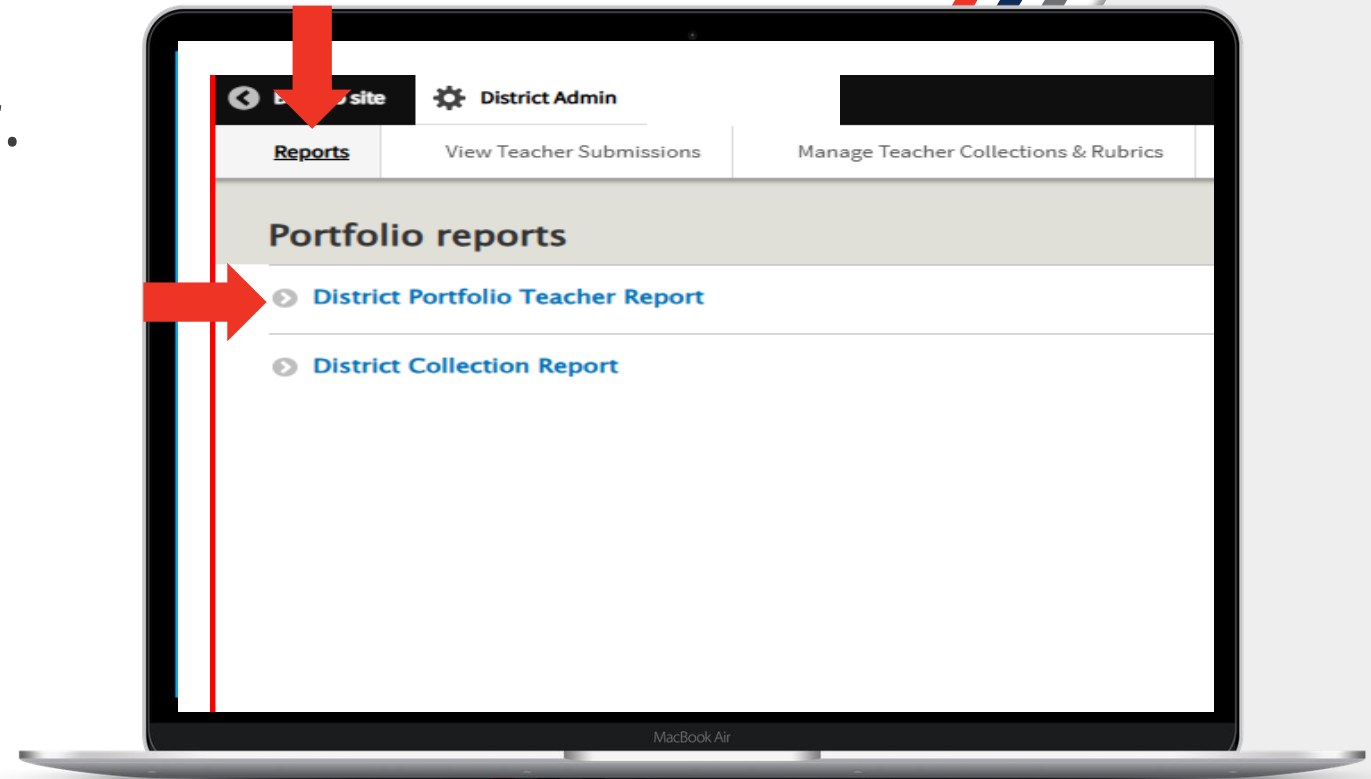 site District Admin
Reports View Teacher Submissions Manage Teacher Collections & Rubrics
Portfolio reports
District Portfolio Teacher Report
District Collection Report
MacBook Air